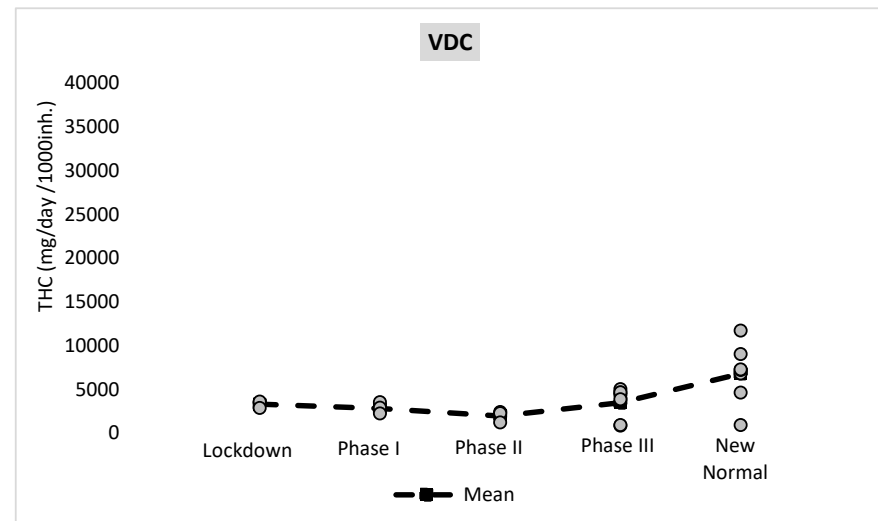 VDC
THC (mg/day /1000inh.)
40000
35000
30000
25000
20000
15000
10000
5000
0
Lockdown
Phase I
Phase II
Phase III
New
Normal
Mean